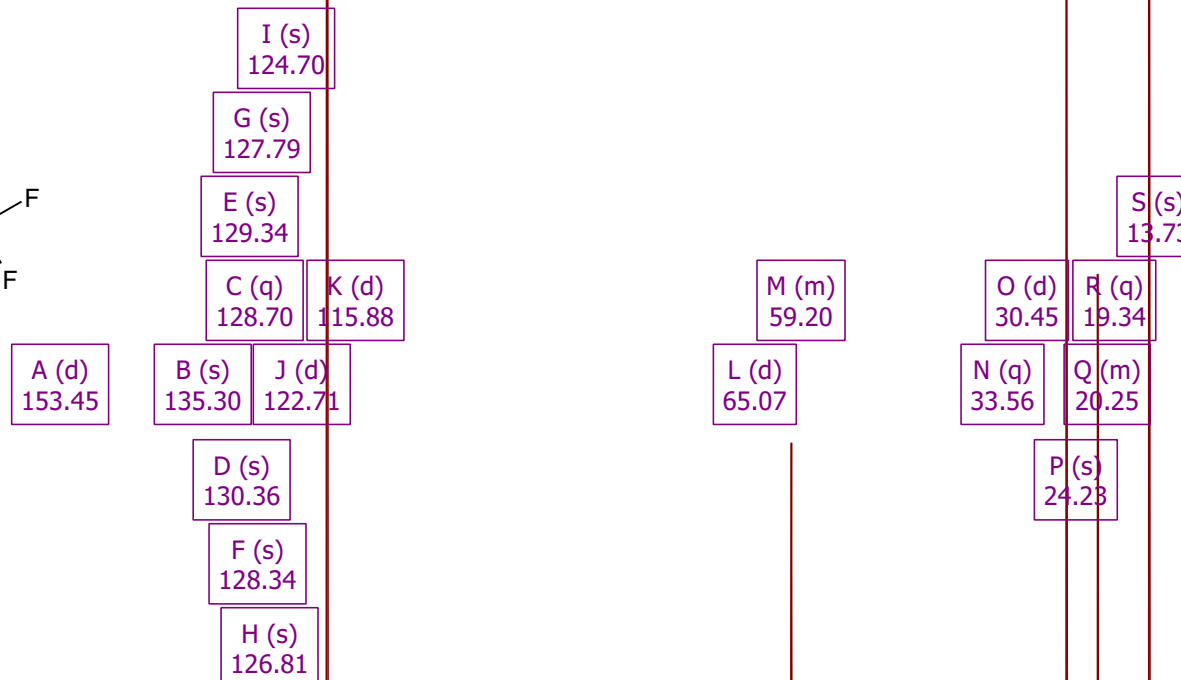 I (s)
124.70
G (s)
127.79
F
E (s)
129.34
S (s)
F
C (q)
128.70
K (d)
115.88
M (m)
59.20
O (d)
30.45
R (q)
19.34
A (d)
153.45
B (s)
135.30
J (d)
122.71
L (d)
65.07
N (q)
33.56
Q (m)
20.25
D (s)
130.36
P (s)
24.23
F (s)
128.34
H (s)
126.81